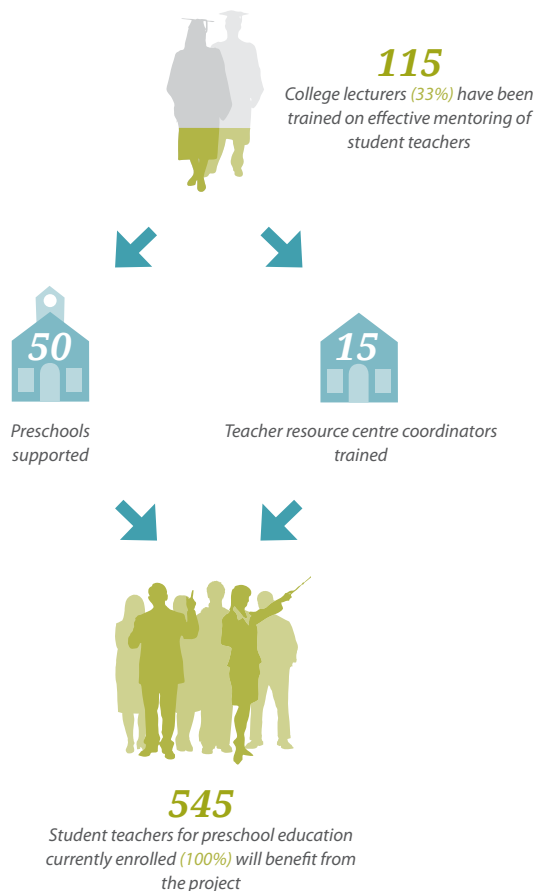 115
College lecturers (33%) have been
trained on effective mentoring of
student teachers
50
Preschools
supported
15
Teacher resource centre coordinators
trained
545
Student teachers for preschool education
currently enrolled (100%) will benefit from
the project